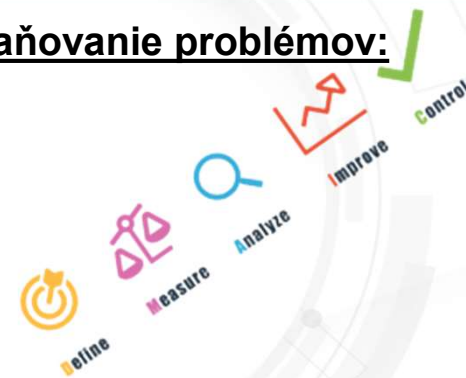 aňovanie problémov:
Define
Measure
Analyze
Improve
Control